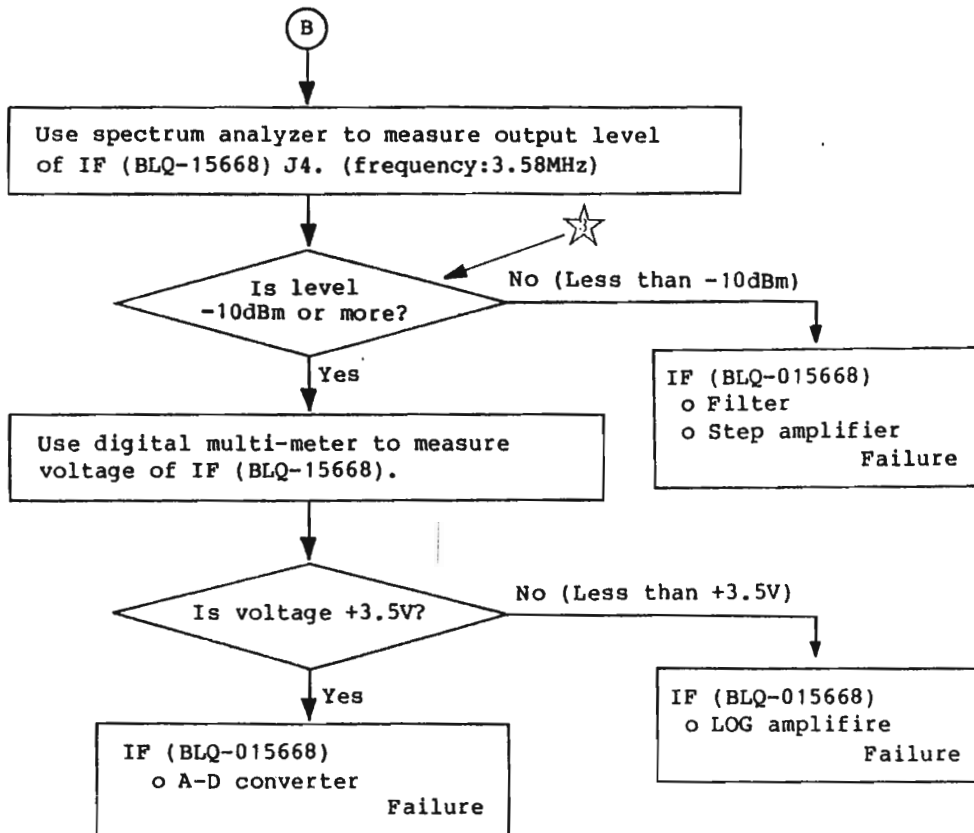 B
Use spectrum analyzer to measure output level
of IF (BLQ-15668) J4. (frequency:3.58MHz)
3
Is level
-10dBm or more?
No (Less than -10dBm)
Yes
IF (BLQ-015668)
o Filter
o Step amplifier
Failure
Use digital multi-meter to measure
voltage of IF (BLQ-15668).
Is voltage +3.5V?
No (Less than +3.5V)
Yes
IF (BLQ-015668)
o LOG amplifire
Failure
IF (BLQ-015668)
o A-D converter
Failure